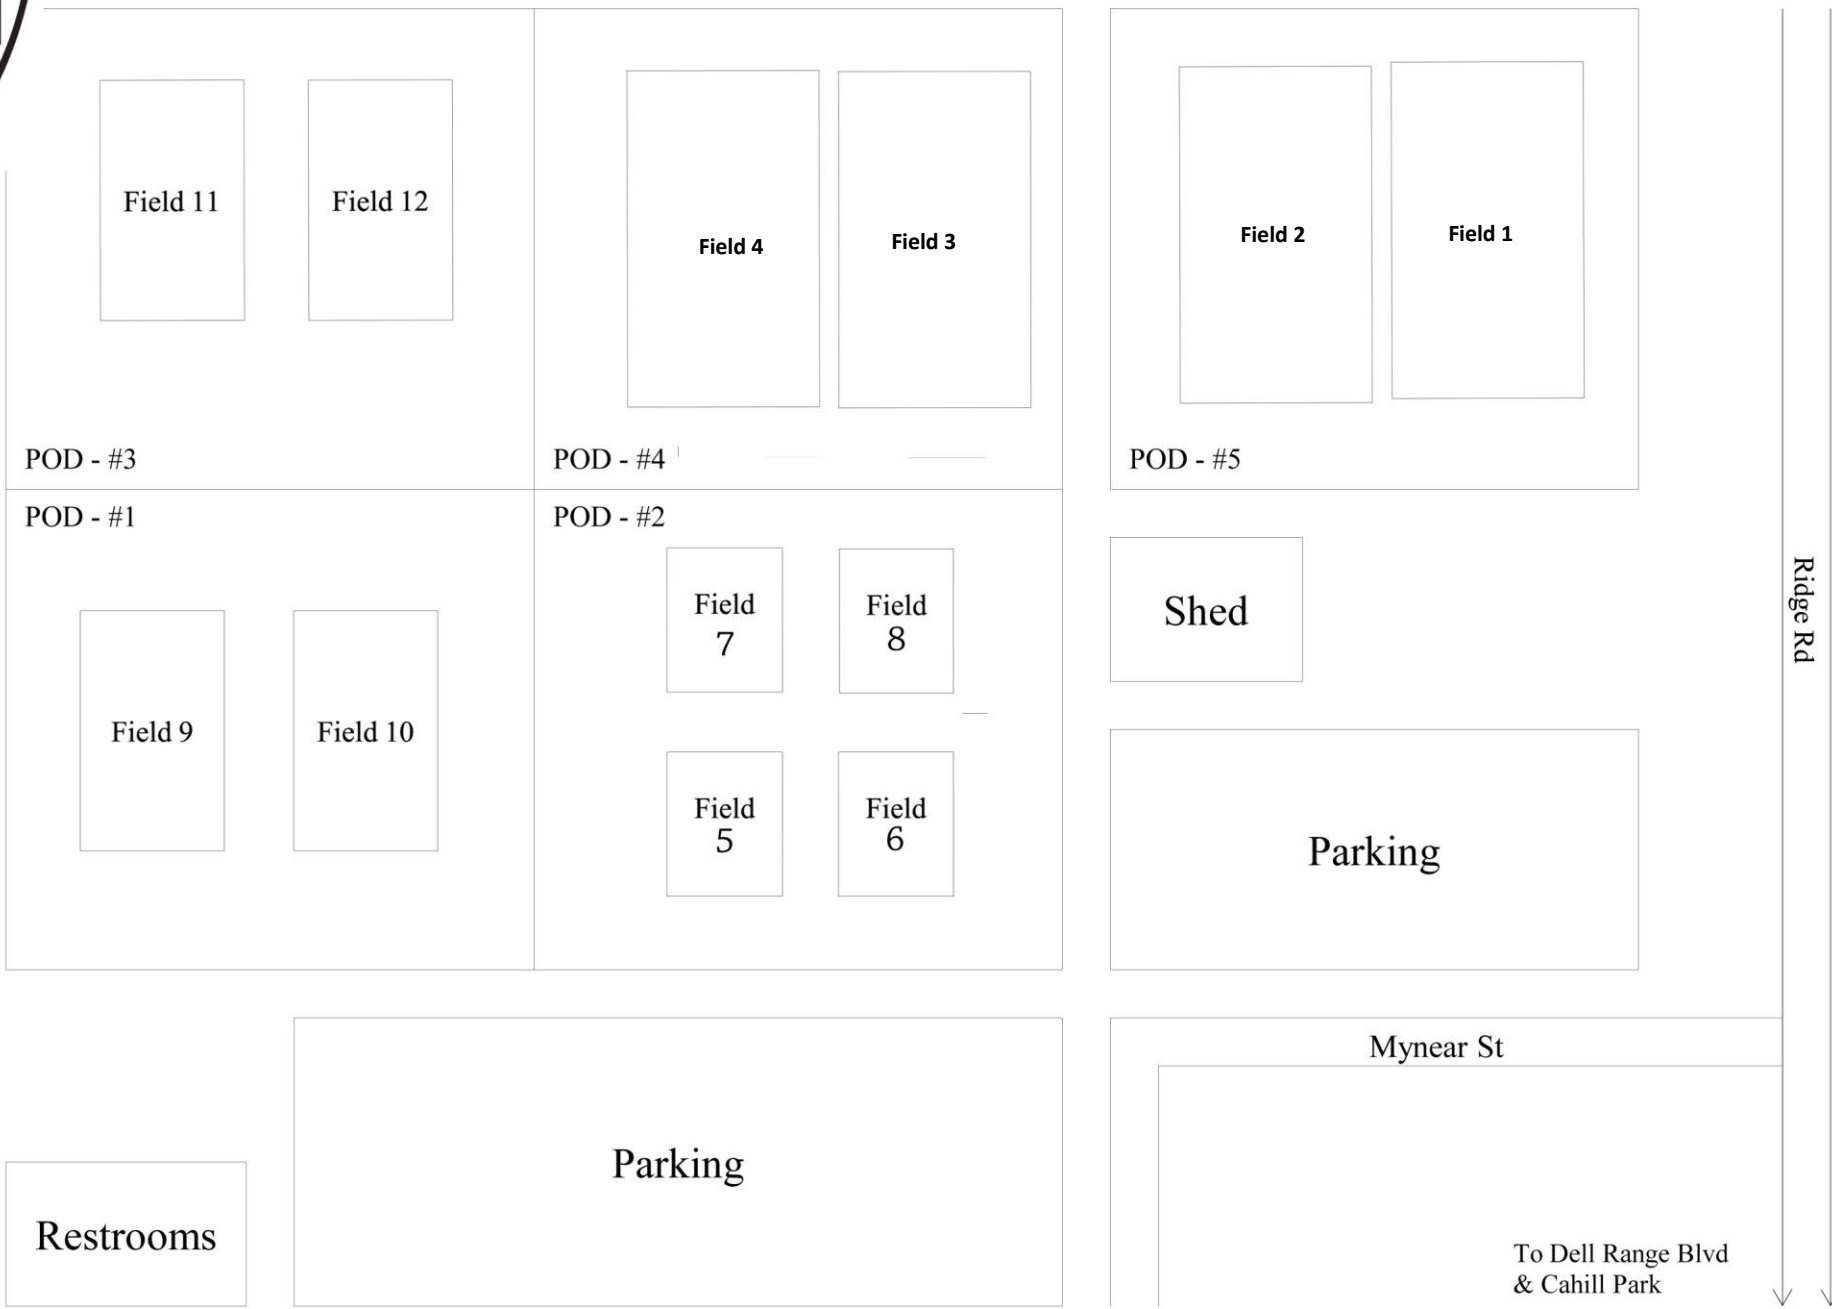 Field 11
Field 12
Field 4
Field 3
Field 2
Field 1
POD - #3
POD - #4
POD - #5
POD - #1
POD - #2
Field
7
Field
8
Shed
Ridge Rd
Field 9
Field 10
Field
5
Field
6
Parking
Mynear St
Parking
Restrooms
To Dell Range Blvd
& Cahill Park